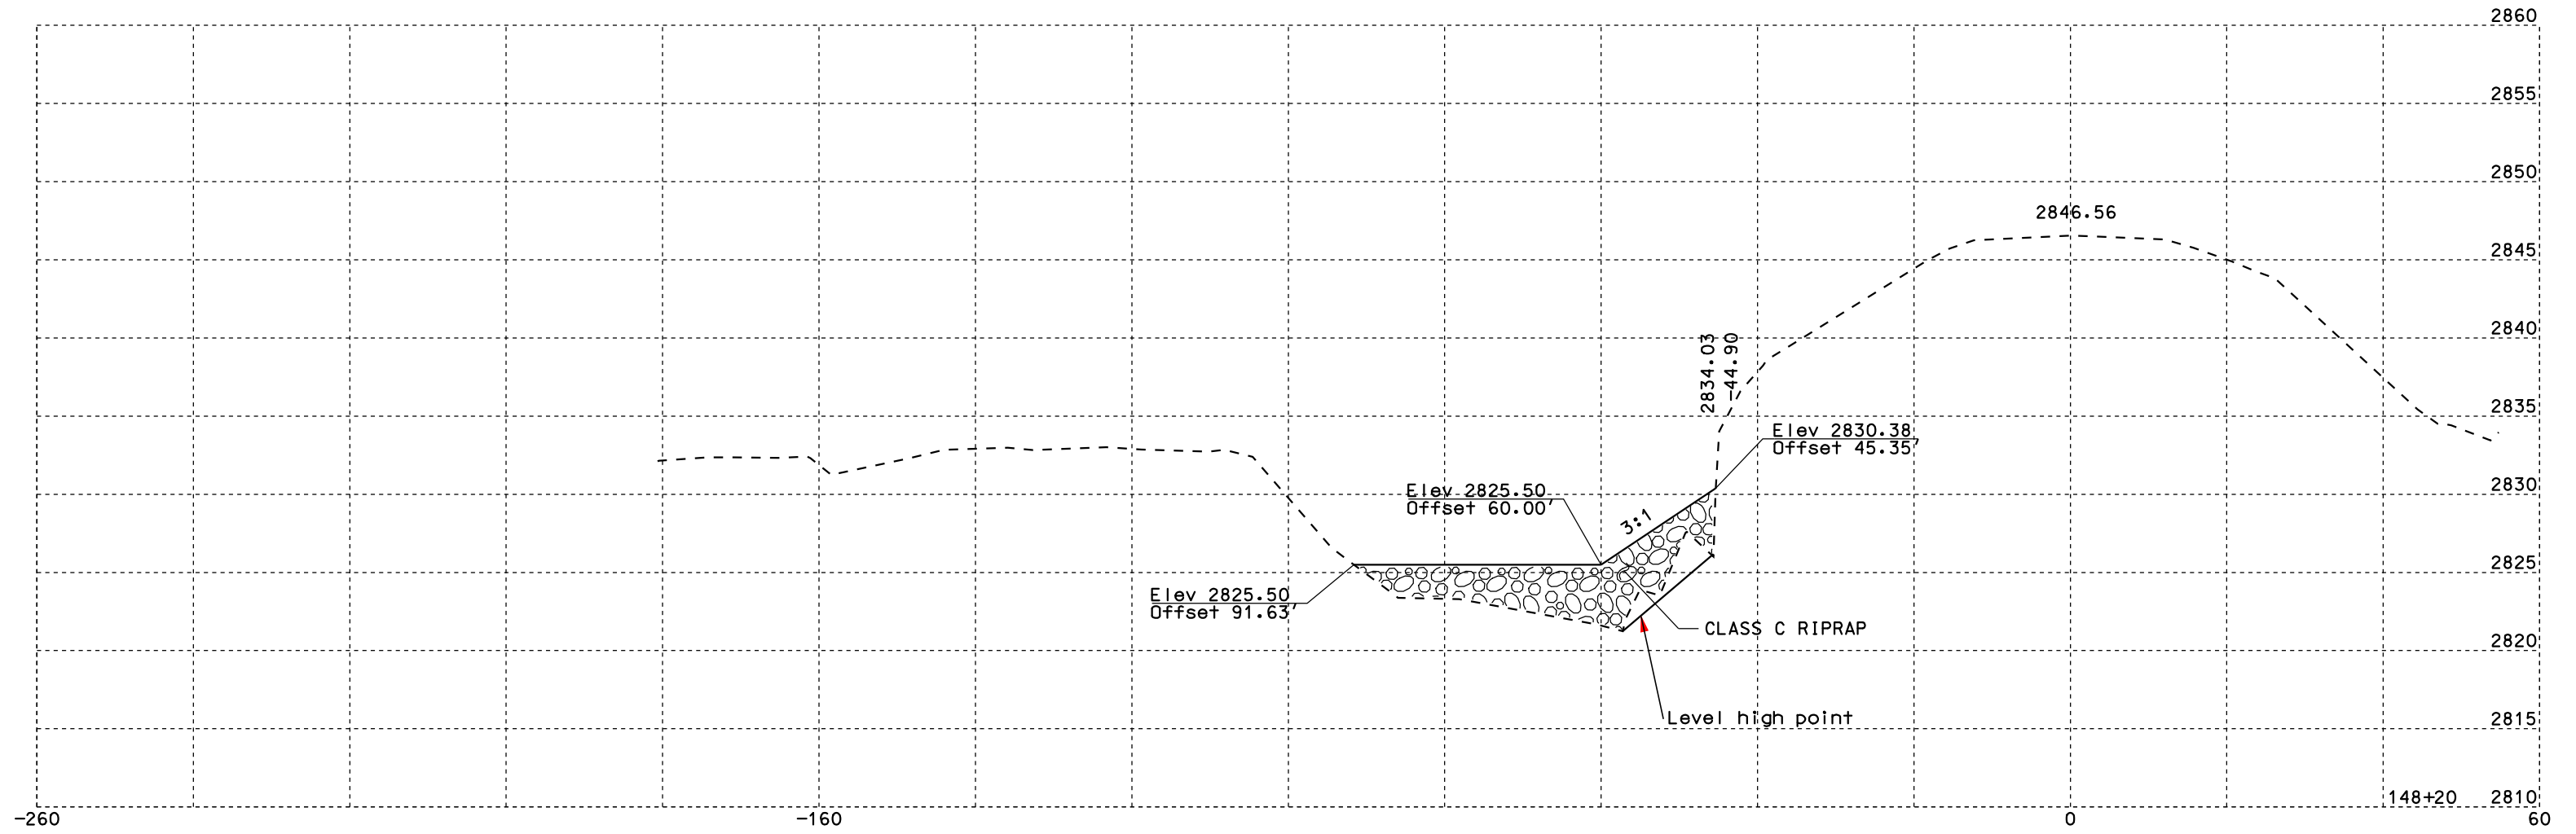 2860
2855
2850
2846.56
2845
2840
2834.03
-44.90
2835
Elev 2830.38
Offset 45.35'
2830
Elev 2825.50
Offset 60.00'
3:1
2825
Elev 2825.50
Offset 91.63'
CLASS C RIPRAP
2820
Level high point
2815
148+20
2810
-260
-160
0
60